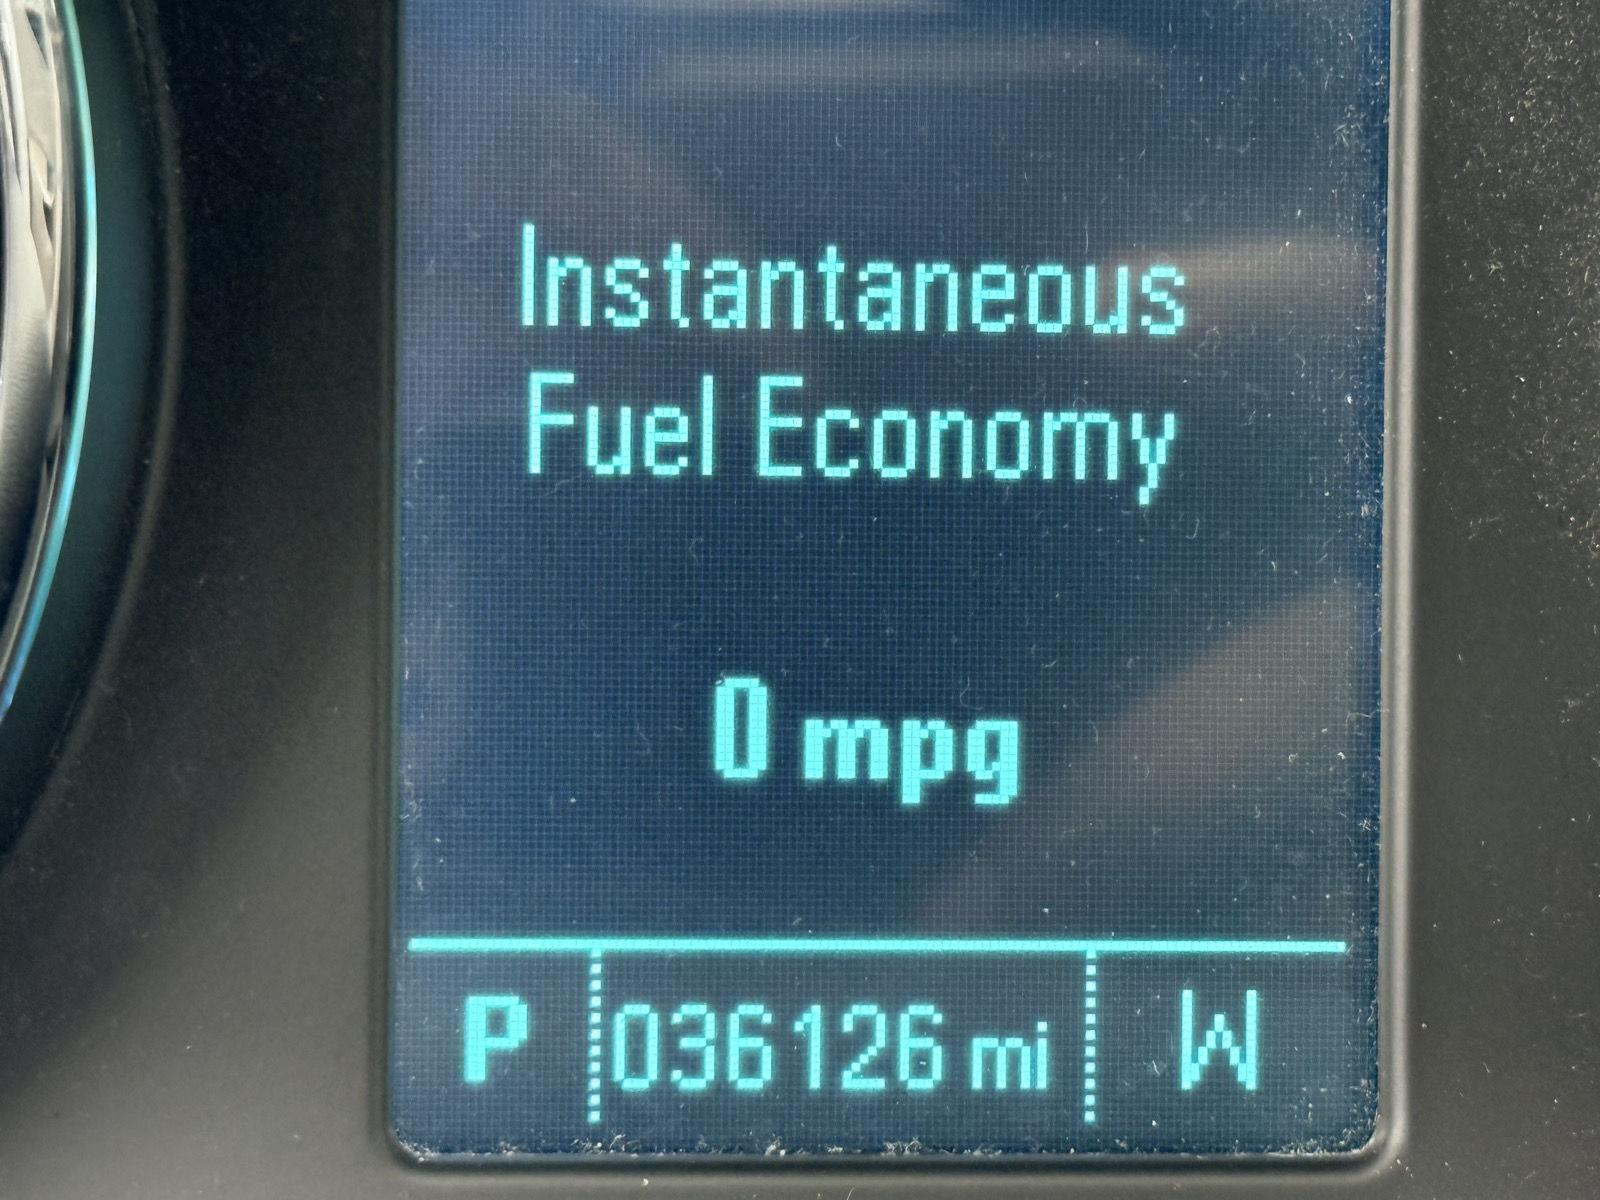 Instantaneous
Fuel Economy
0 mpg
P 036126 mi W